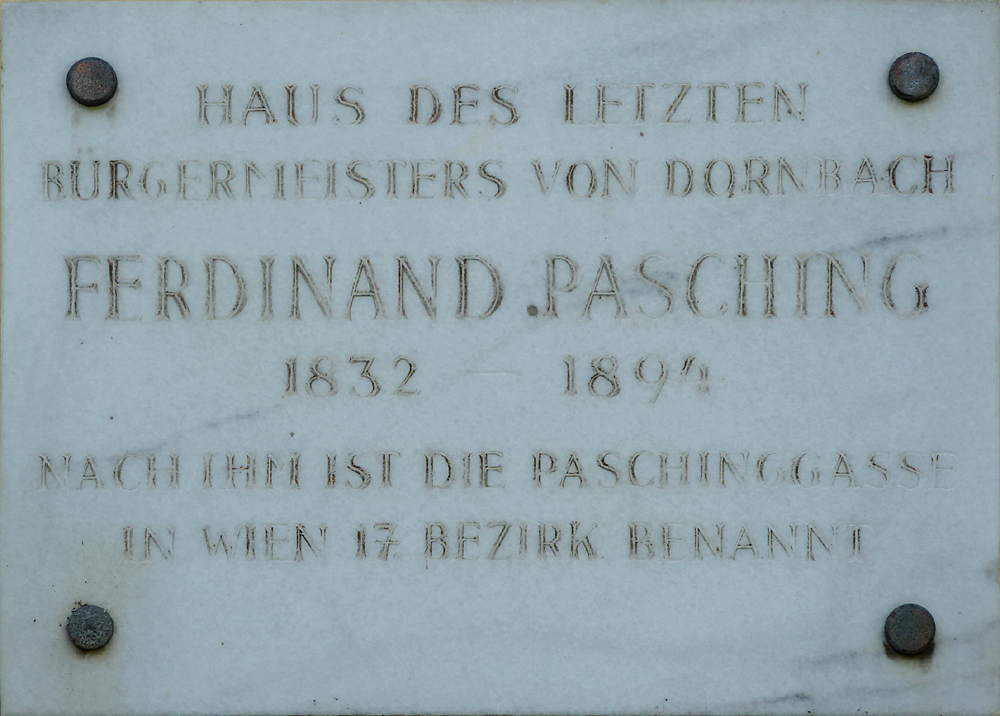 HAUS DES LETZTEN
BÜRGERMEISTERS VON DORNBACH
FERDINAND PASCHING
1832 — 1894
NACH IHM IST DIE PASCHINGGASSE
IN WIEN 17 BEZIRK BENANNT